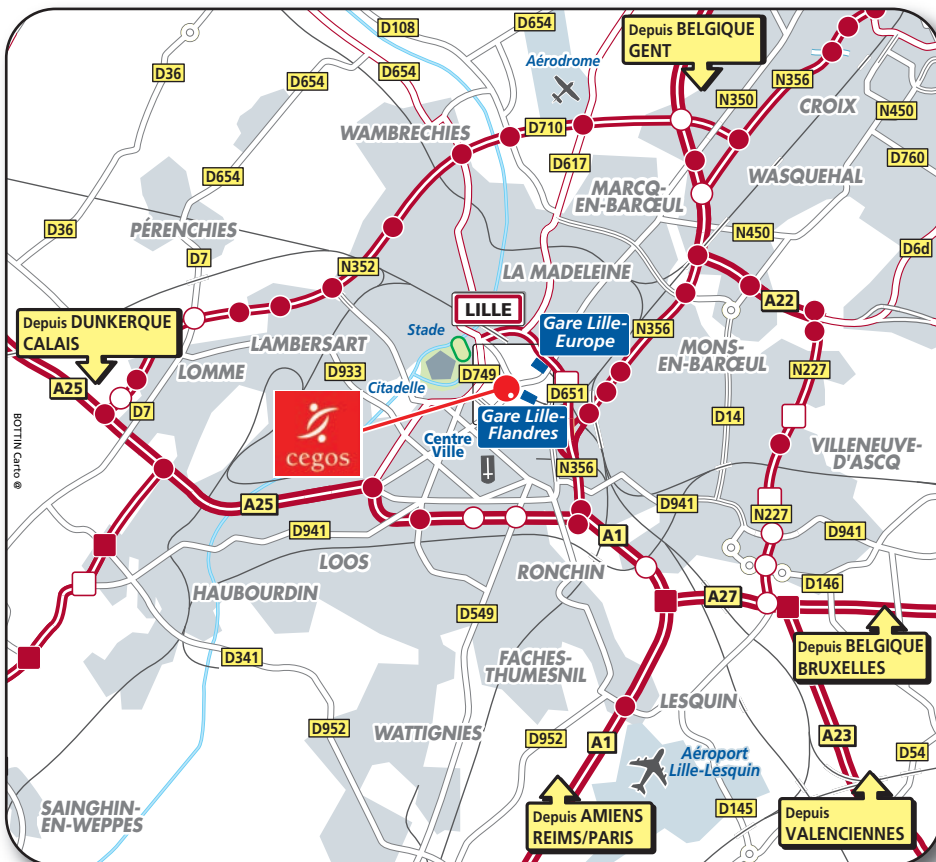 D108
D654
Depuis BELGIQUE
GENT
D36
D654
D654
Aérodrome
N356
N350
CROIX
N450
WAMBRECHIES
D710
D617
D760
D654
MARCQ-
EN-BARŒUL
WASQUEHAL
D36
PÉRENCHIES
N450
D6d
D7
N352
LA MADELEINE
A22
LILLE
Depuis DUNKERQUE
CALAIS
Stade
Gare Lille-
Europe
N356
LAMBERSART
MONS-
EN-BARŒUL
LOMME
D933
D749
N227
A25
Citadelle
D651
D7
D14
cegos
Gare Lille-
Flandres
BOTTIN Carto @
Centre
Ville
VILLENEUVE-
D'ASCQ
N356
A25
D941
N227
D941
D941
A1
LOOS
RONCHIN
HAUBOURDIN
A27
D146
D549
D341
FACHES-
THUMESNIL
Depuis BELGIQUE
BRUXELLES
LESQUIN
D952
WATTIGNIES
D952
A1
A23
Aéroport
Lille-Lesquin
D54
SAINGHIN-
EN-WEPPES
Depuis AMIENS
REIMS/PARIS
D145
Depuis
VALENCIENNES